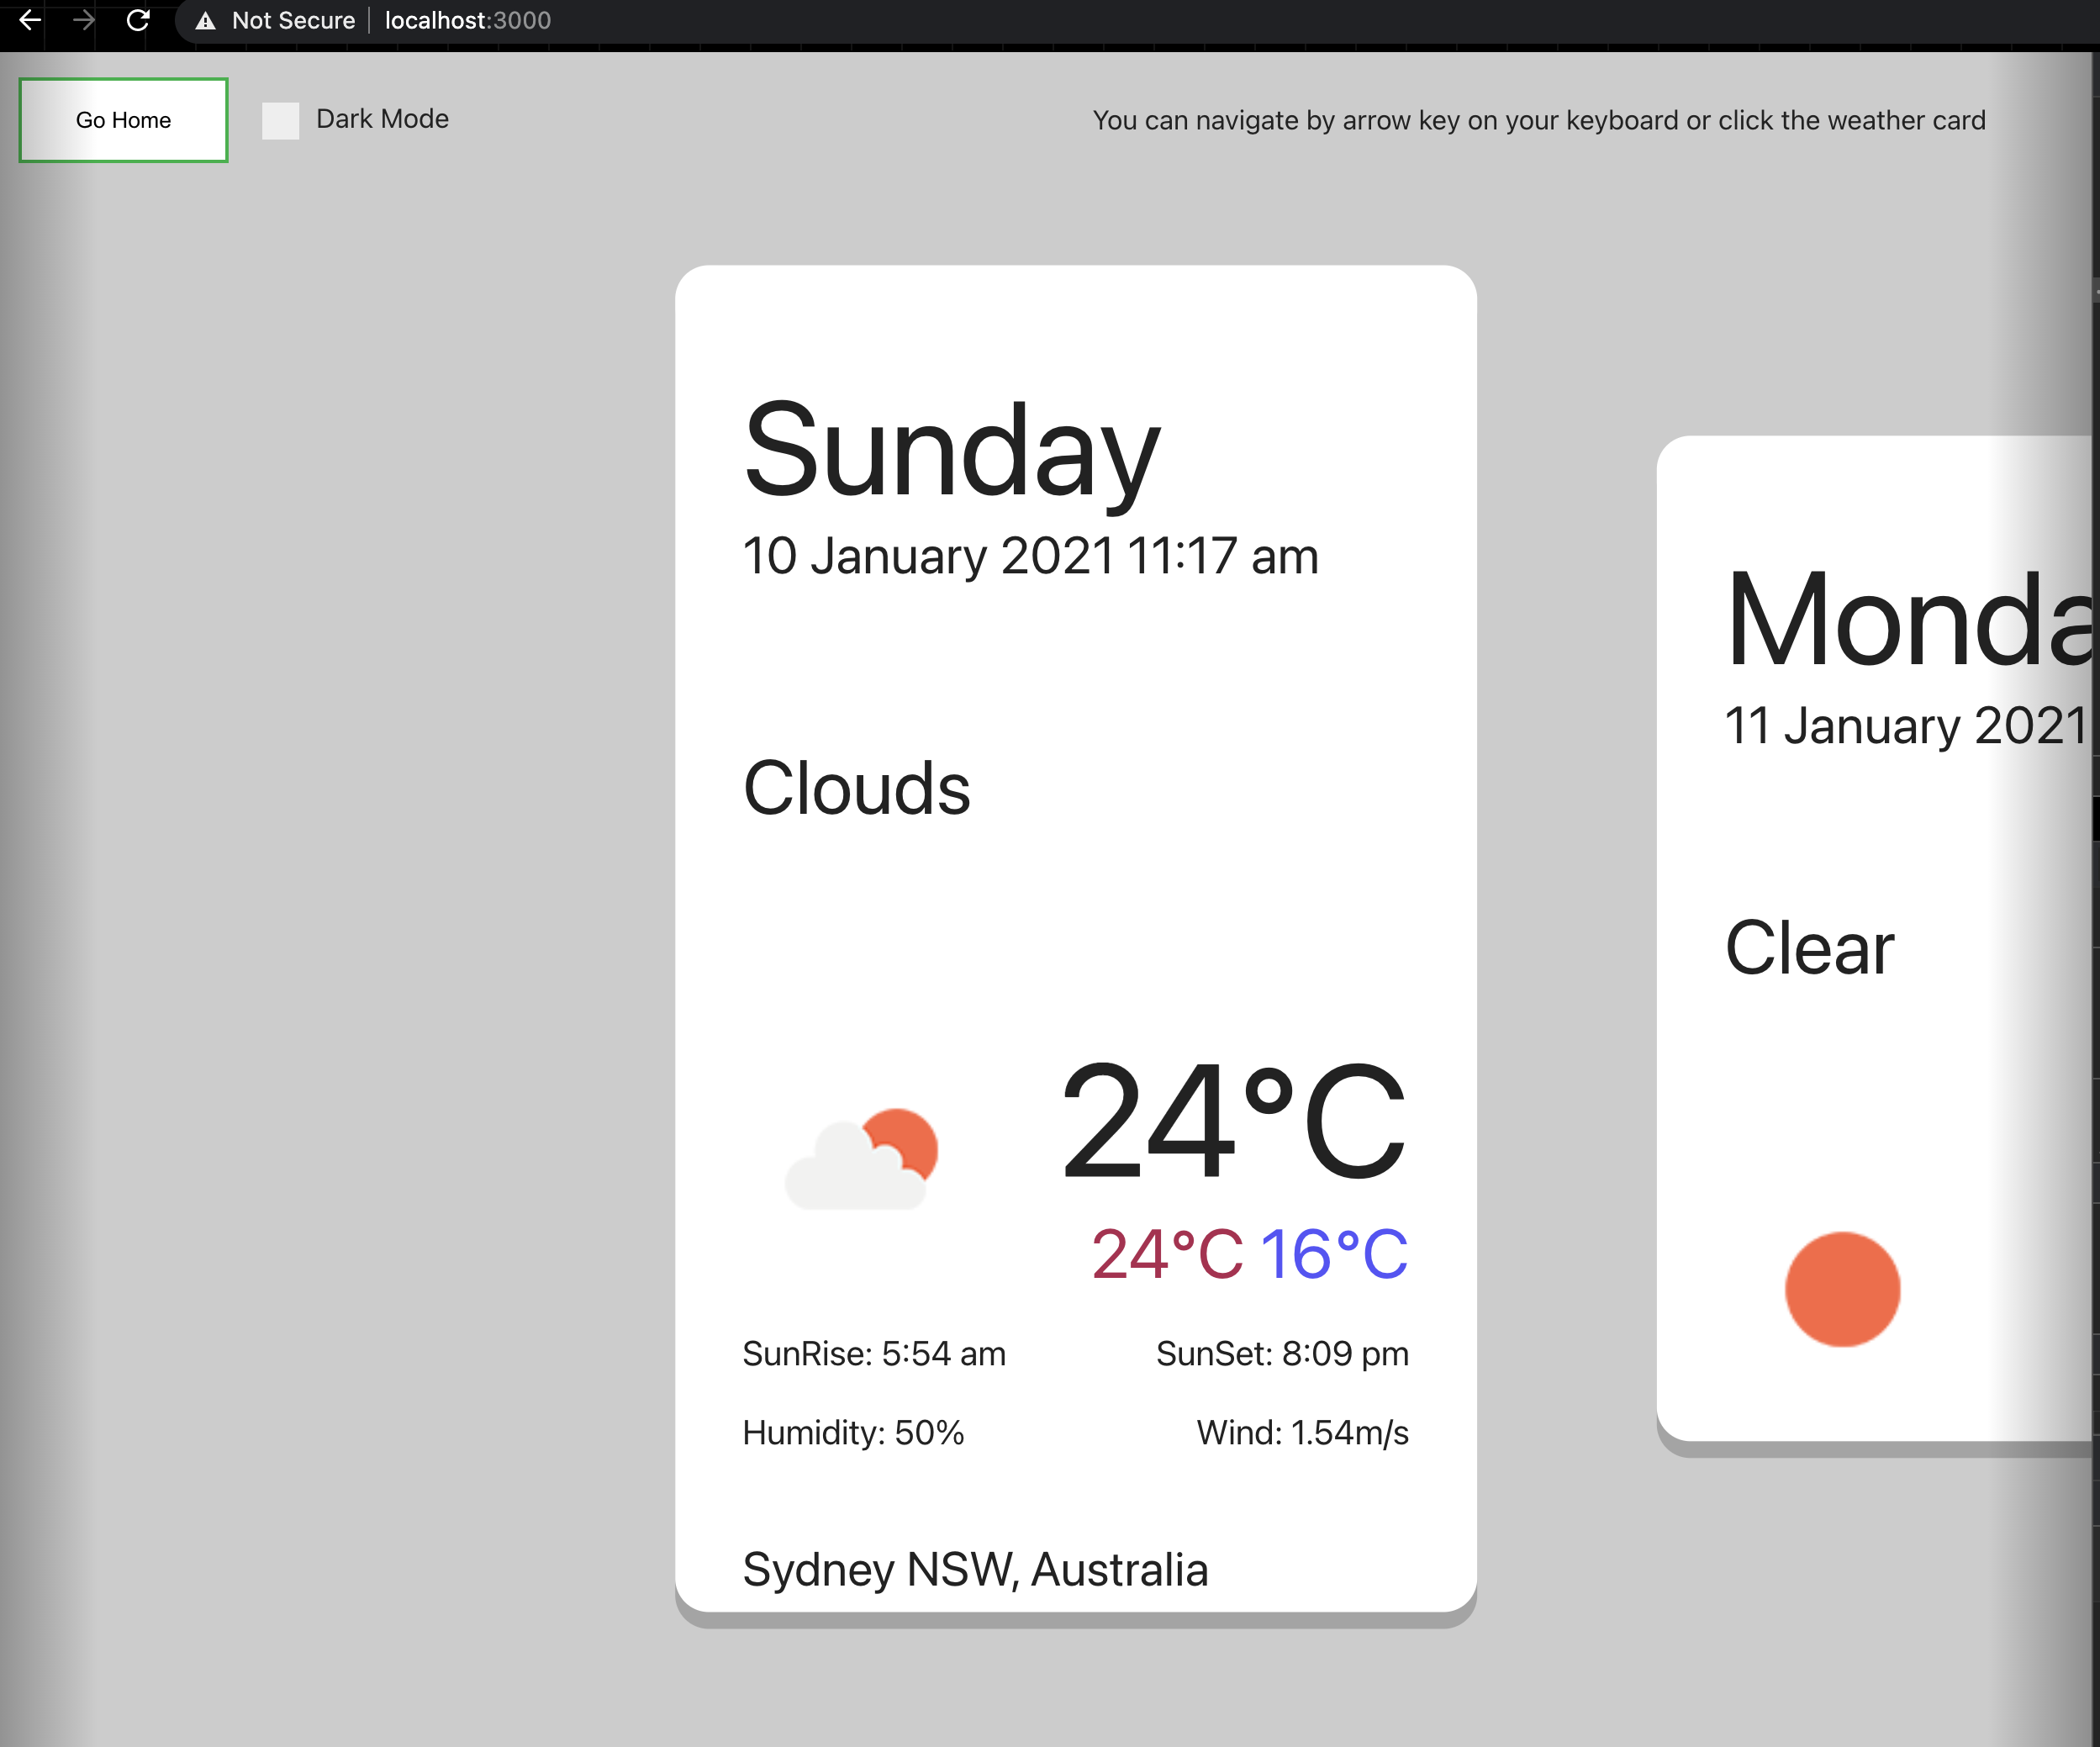 Not Secure localhost:3000
Go Home
Dark Mode
You can navigate by arrow key on your keyboard or click the weather card
Sunday
10 January 2021 11:17 am
Clouds
24°C
24°C 16°C
SunRise: 5:54 am
SunSet: 8:09 pm
Humidity: 50%
Wind: 1.54m/s
Sydney NSW, Australia
Monda
11 January 2021
Clear